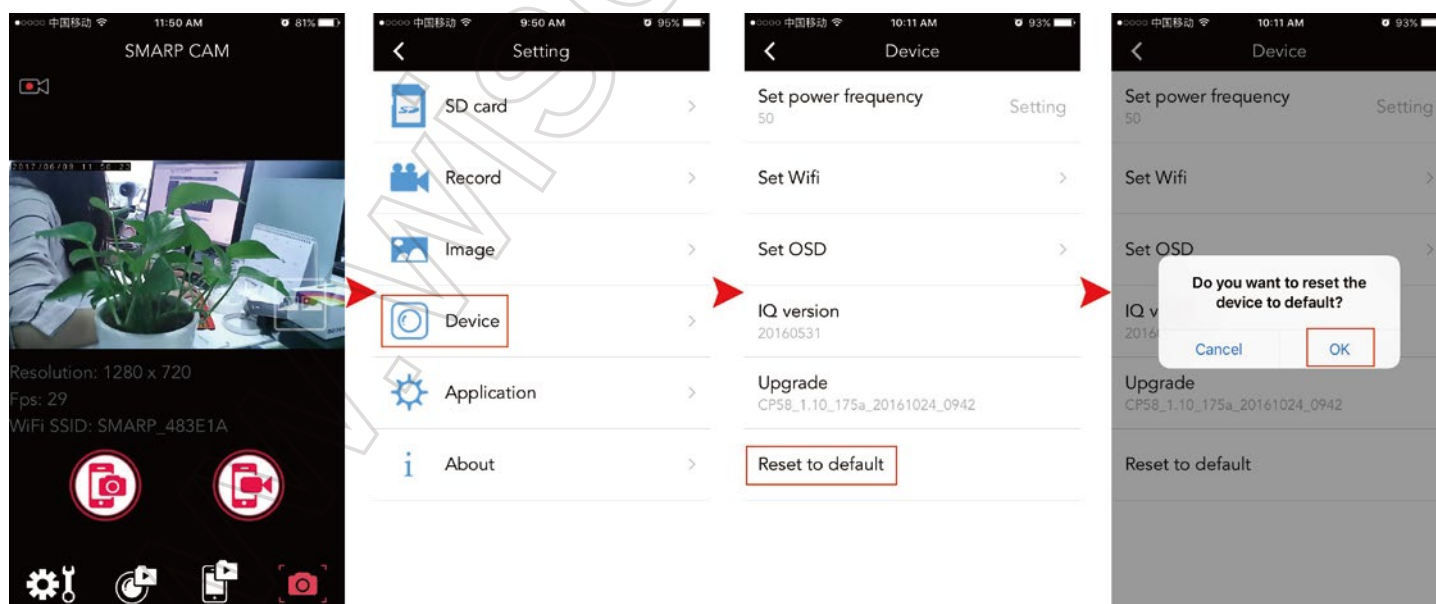 中国移动 11:50 AM 81%
SMARP CAM
2017/06/08 11:50:23
Resolution: 1280 x 720
Fps: 29
WiFi SSID: SMARP_483E1A
中国移动 9:50 AM 95%
Setting
SD card
Record
Image
Device
Application
i About
中国移动 10:11 AM 93%
Device
Set power frequency Setting
50
Set Wifi
Set OSD
IQ version
20160531
Upgrade
CP58_1.10_175a_20161024_0942
Reset to default
中国移动 10:11 AM 93%
Device
Set power frequency Setting
50
Set Wifi
Set OSD
Do you want to reset the
device to default?
IQ v
2016
Cancel OK
Upgrade
CP58_1.10_175a_20161024_0942
Reset to default